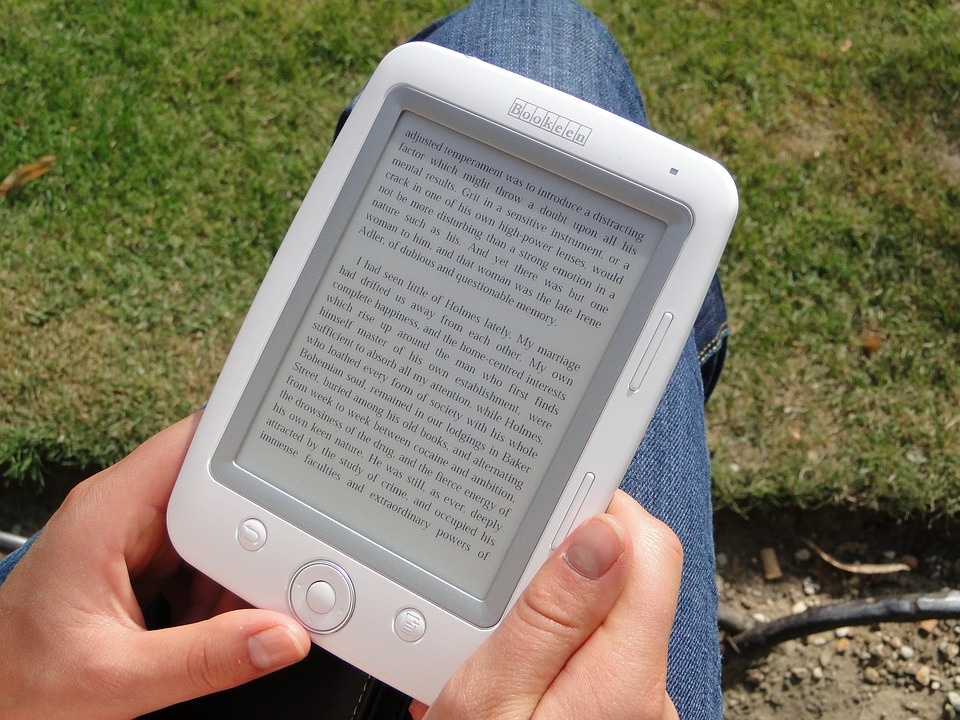 Bookeen
adjusted temperament was to introduce a distracting
factor which might throw a doubt upon all his
mental results. Grit in a sensitive instrument, or a
crack in one of his own high-power lenses, would
not be more disturbing than a strong emotion in a
nature such as his. And yet there was but one
woman to him, and that woman was the late Irene
Adler, of dubious and questionable memory.
I had seen little of Holmes lately. My marriage
had drifted us away from each other. My own
complete happiness, and the home-centred interests
which rise up around the man who first finds
himself master of his own establishment, were
sufficient to absorb all my attention, while Holmes,
who loathed every form of society with his whole
Bohemian soul, remained in our lodgings in Baker
Street, buried among his old books, and alternating
from week to week between cocaine and ambition,
the drowsiness of the drug, and the fierce energy of
his own keen nature. He was still, as ever, deeply
attracted by the study of crime, and occupied his
immense faculties and extraordinary powers of